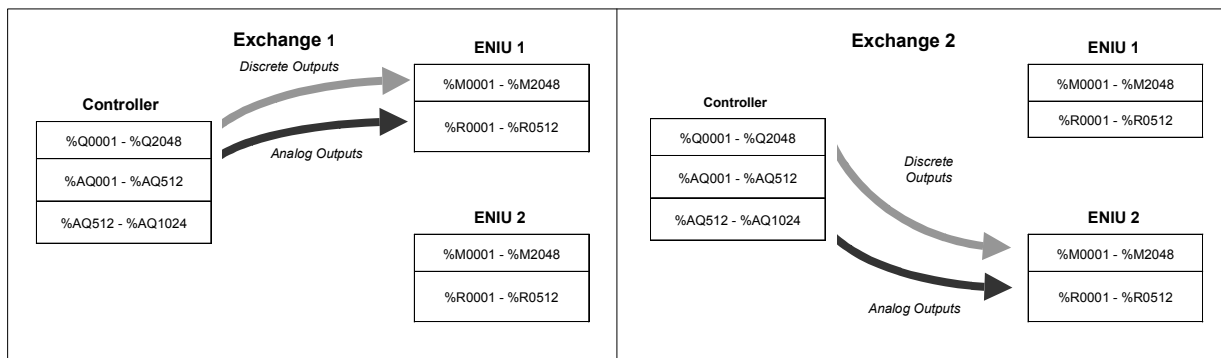 Exchange 1
Discrete Outputs
Analog Outputs
Controller
%Q0001 - %Q2048
%AQ001 - %AQ512
%AQ512 - %AQ1024
ENIU 1
%M0001 - %M2048
%R0001 - %R0512
ENIU 2
%M0001 - %M2048
%R0001 - %R0512
Exchange 2
Controller
%Q0001 - %Q2048
%AQ001 - %AQ512
%AQ512 - %AQ1024
Discrete
Outputs
Analog Outputs
ENIU 1
%M0001 - %M2048
%R0001 - %R0512
ENIU 2
%M0001 - %M2048
%R0001 - %R0512